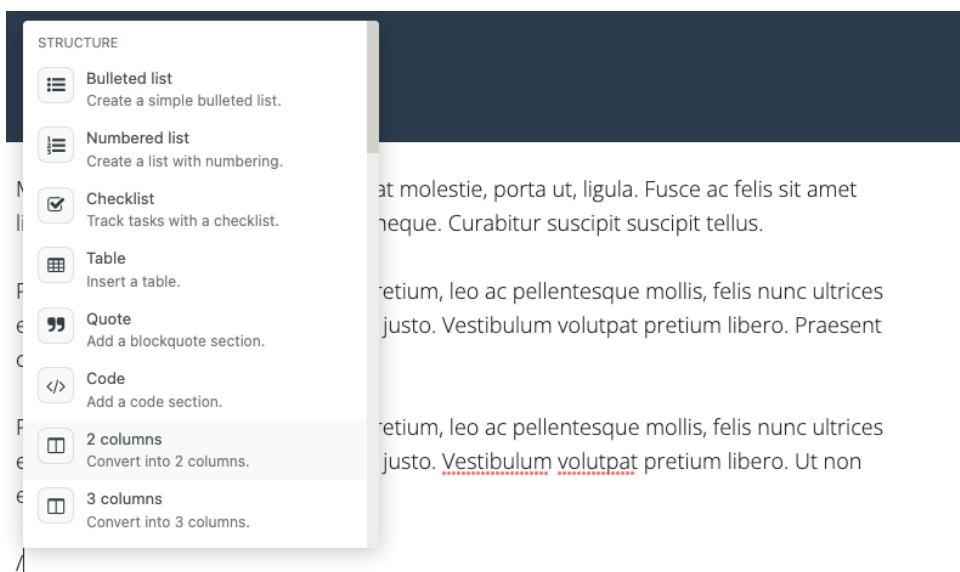 STRUCTURE
Bulleted list
Create a simple bulleted list.
Numbered list
Create a list with numbering.
Checklist
Track tasks with a checklist.
Table
Insert a table.
Quote
Add a blockquote section.
Code
Add a code section.
2 columns
Convert into 2 columns.
3 columns
Convert into 3 columns.
at molestie, porta ut, ligula. Fusce ac felis sit amet
neque. Curabitur suscipit suscipit tellus.
retium, leo ac pellentesque mollis, felis nunc ultrices
justo. Vestibulum volutpat pretium libero. Praesent
retium, leo ac pellentesque mollis, felis nunc ultrices
justo. Vestibulum volutpat pretium libero. Ut non
/